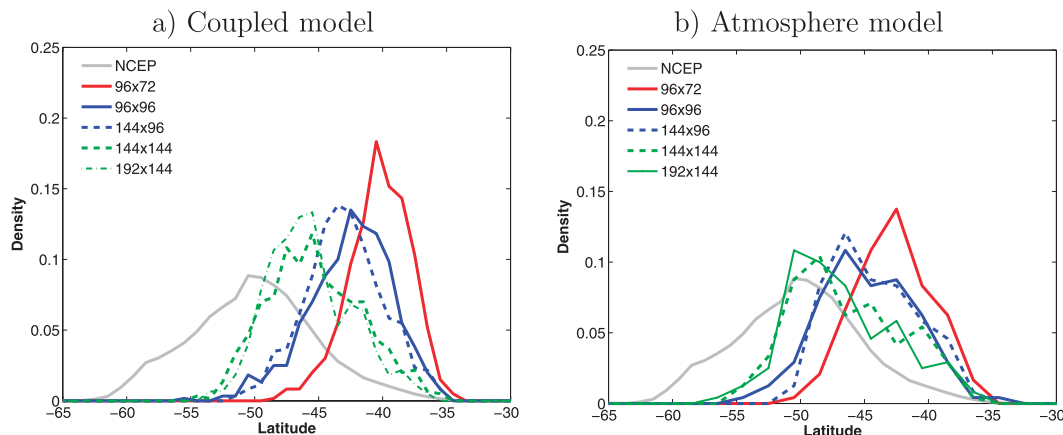 a) Coupled model
0.25
0.2
0.15
0.1
0.05
0
Density
NCEP
96x72
96x96
144x96
144x144
192x144
−65 −60 −55 −50 −45 −40 −35 −30
Latitude
b) Atmosphere model
0.25
0.2
0.15
0.1
0.05
0
Density
NCEP
96x72
96x96
144x96
144x144
192x144
−65 −60 −55 −50 −45 −40 −35 −30
Latitude